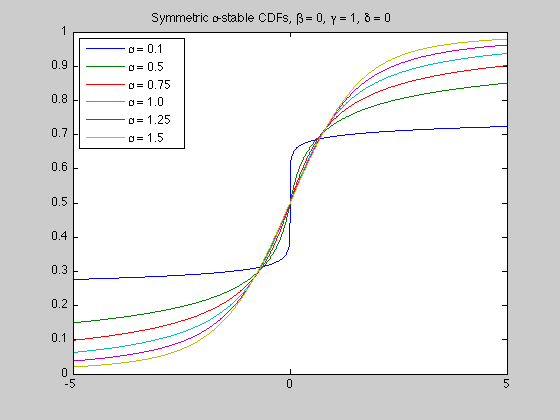 Symmetric α-stable CDFs, β = 0, γ = 1, δ = 0
1
0.9
0.8
0.7
0.6
0.5
0.4
0.3
0.2
0.1
0
α = 0.1
α = 0.5
α = 0.75
α = 1.0
α = 1.25
α = 1.5
-5
0
5